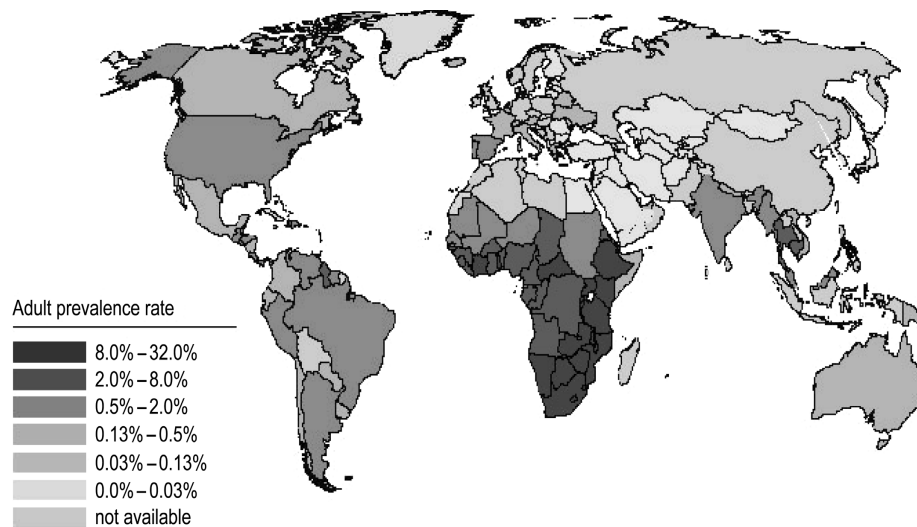 Adult prevalence rate
8.0% – 32.0%
2.0% – 8.0%
0.5% – 2.0%
0.13% – 0.5%
0.03% – 0.13%
0.0% – 0.03%
not available